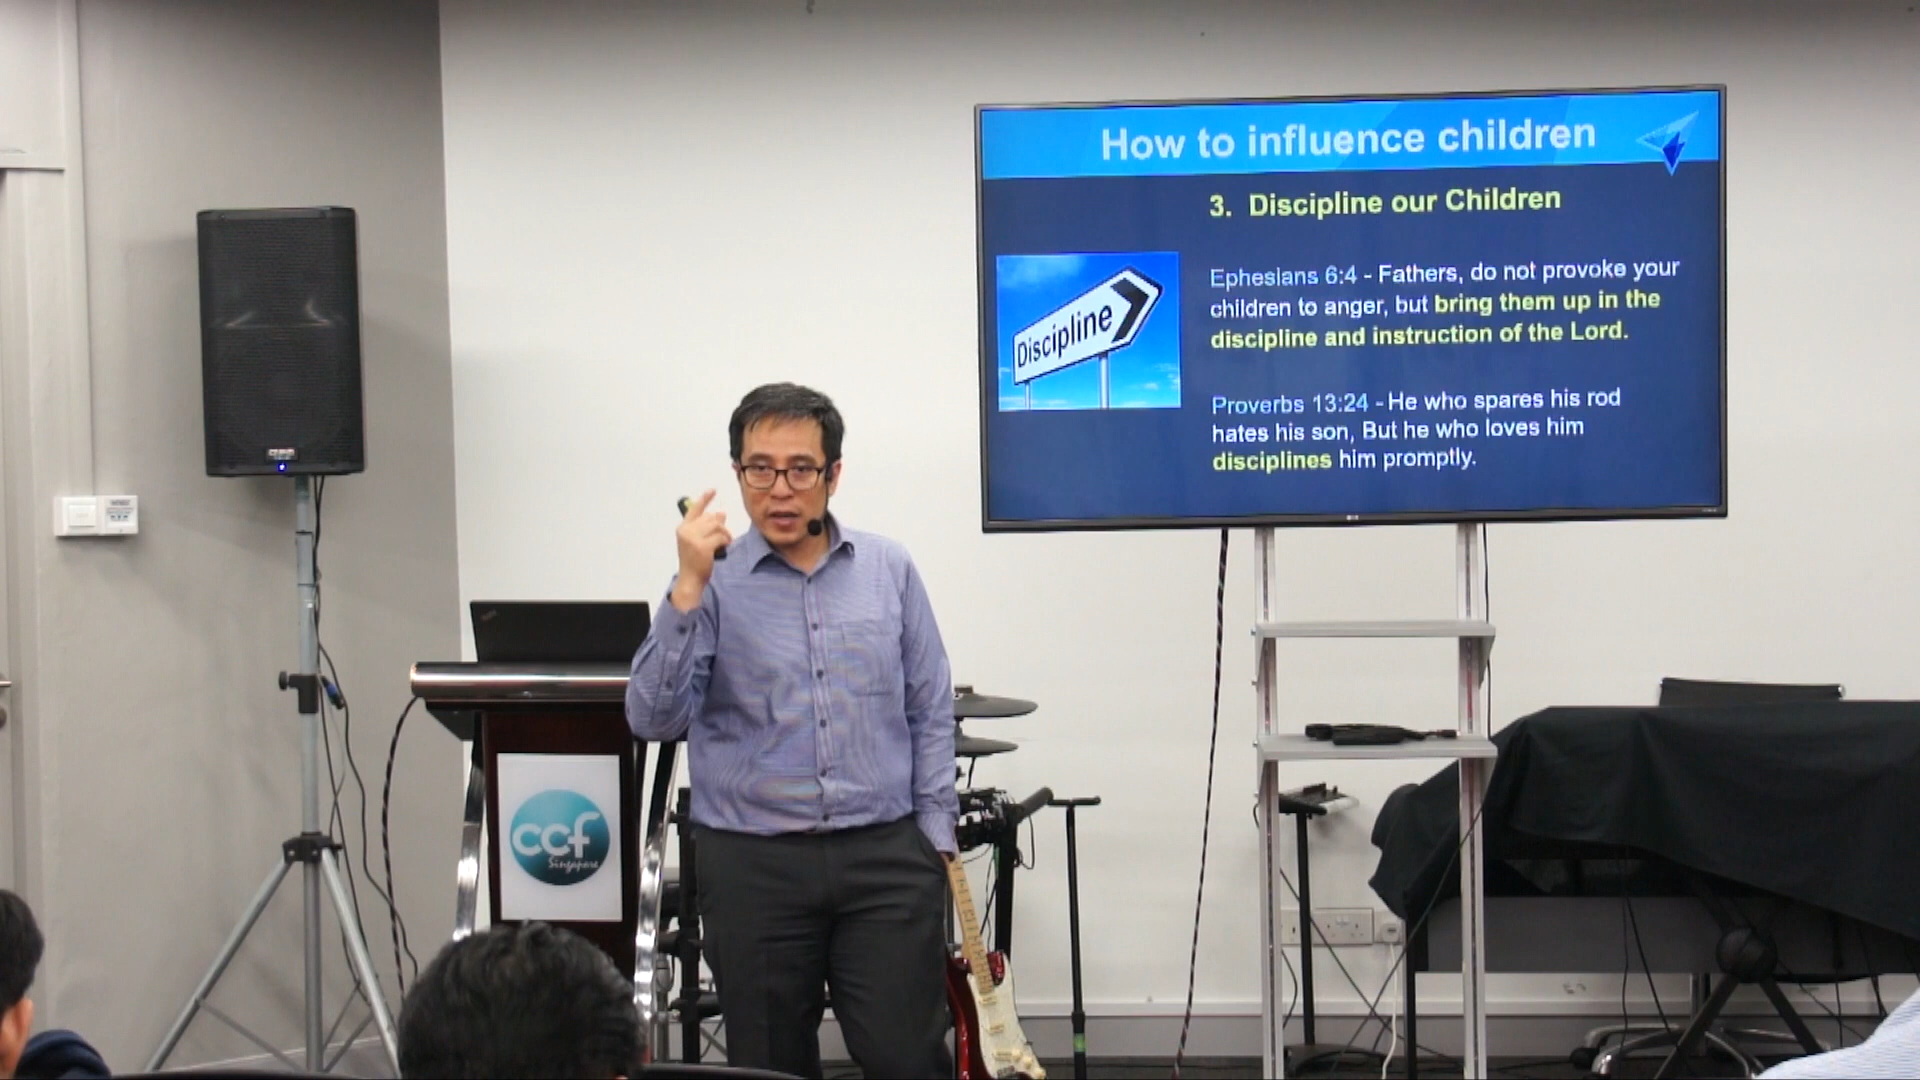 How to influence children
3. Discipline our Children
Discipline
Ephesians 6:4 - Fathers, do not provoke your
children to anger, but bring them up in the
discipline and instruction of the Lord.
Proverbs 13:24 - He who spares his rod
hates his son, But he who loves him
disciplines him promptly.
ccf
Singapore